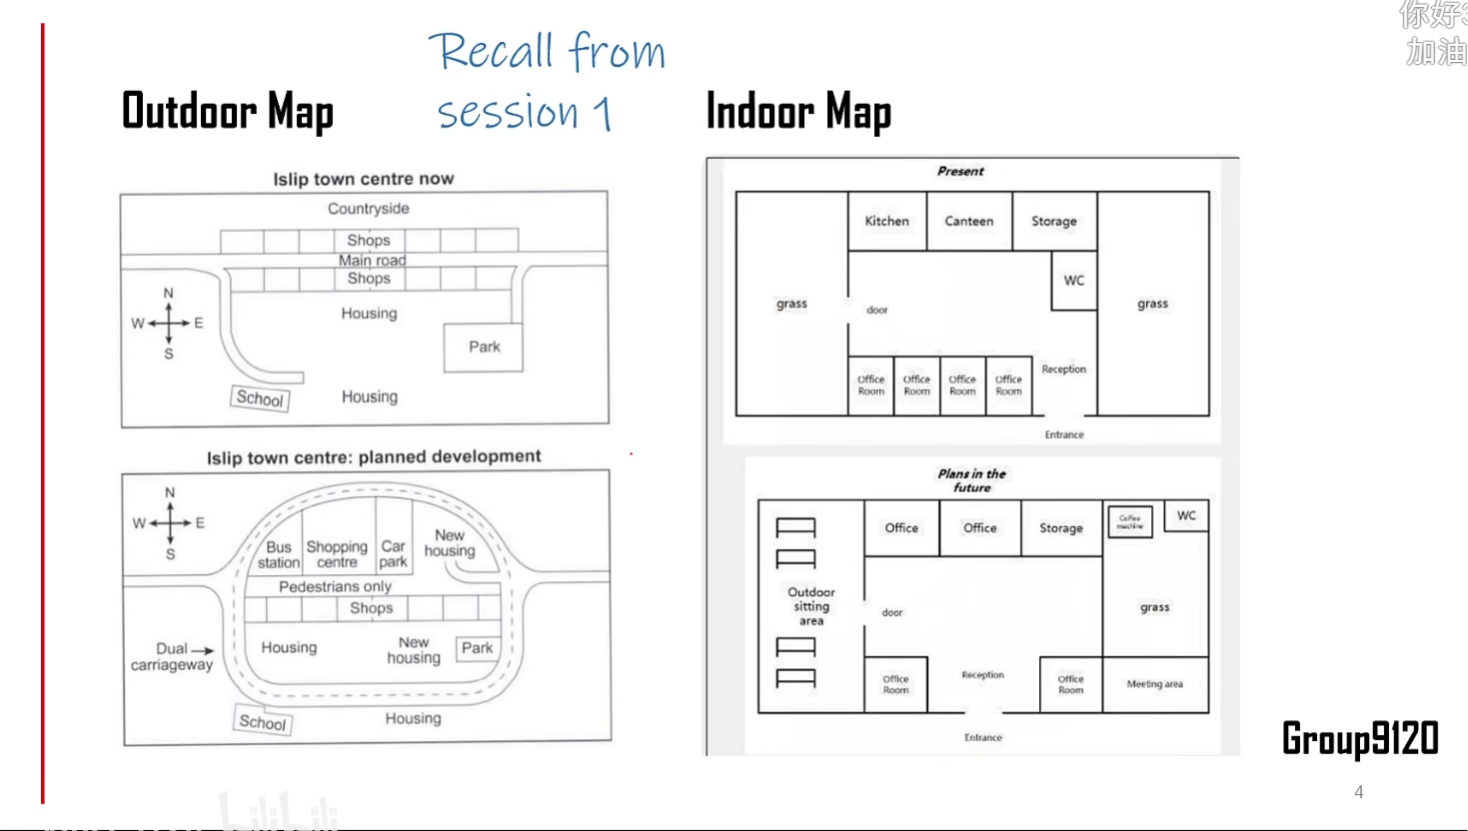 Recall from
session 1
Outdoor Map
Indoor Map
Islip town centre now
Countryside
Shops
Main road
Shops
N
W
E
S
Housing
Park
School
Housing
Islip town centre: planned development
N
W
E
S
Bus
station
Shopping
centre
Car
park
New
housing
Pedestrians only
Shops
Dual
carriageway
Housing
New
housing
Park
School
Housing
Present
Kitchen
Canteen
Storage
WC
grass
door
grass
Office
Room
Office
Room
Office
Room
Office
Room
Reception
Entrance
Plans in the
future
Office
Office
Storage
Coffee
machine
WC
Outdoor
sitting
area
door
grass
Office
Room
Reception
Office
Room
Meeting area
Entrance
Group9120
4
你好
加油
bilibili